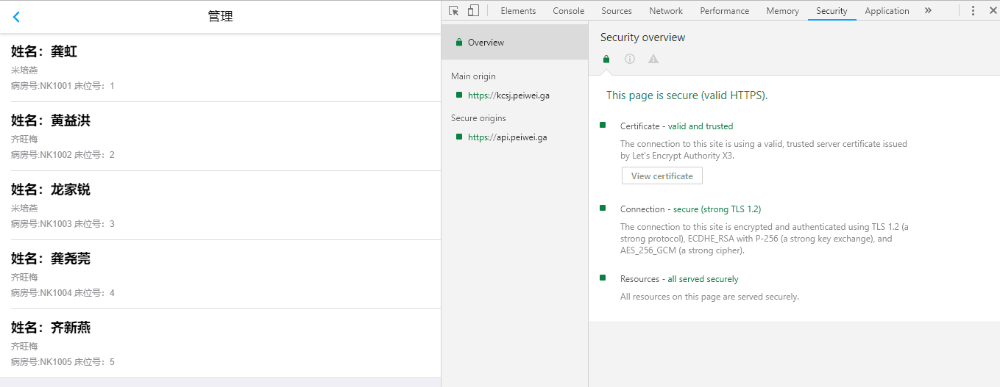 管理
姓名：龚虹
米培燕
病房号:NK1001 床位号：1
姓名：黄益洪
齐旺梅
病房号:NK1002 床位号：2
姓名：龙家锐
米培燕
病房号:NK1003 床位号：3
姓名：龚尧莞
齐旺梅
病房号:NK1004 床位号：4
姓名：齐新燕
齐旺梅
病房号:NK1005 床位号：5
Elements Console Sources Network Performance Memory Security Application
Overview
Main origin
https://kcsj.peiwei.ga
Secure origins
https://api.peiwei.ga
Security overview
This page is secure (valid HTTPS).
Certificate - valid and trusted
The connection to this site is using a valid, trusted server certificate issued
by Let's Encrypt Authority X3.
View certificate
Connection - secure (strong TLS 1.2)
The connection to this site is encrypted and authenticated using TLS 1.2 (a
strong protocol), ECDHE_RSA with P-256 (a strong key exchange), and
AES_256_GCM (a strong cipher).
Resources - all served securely
All resources on this page are served securely.